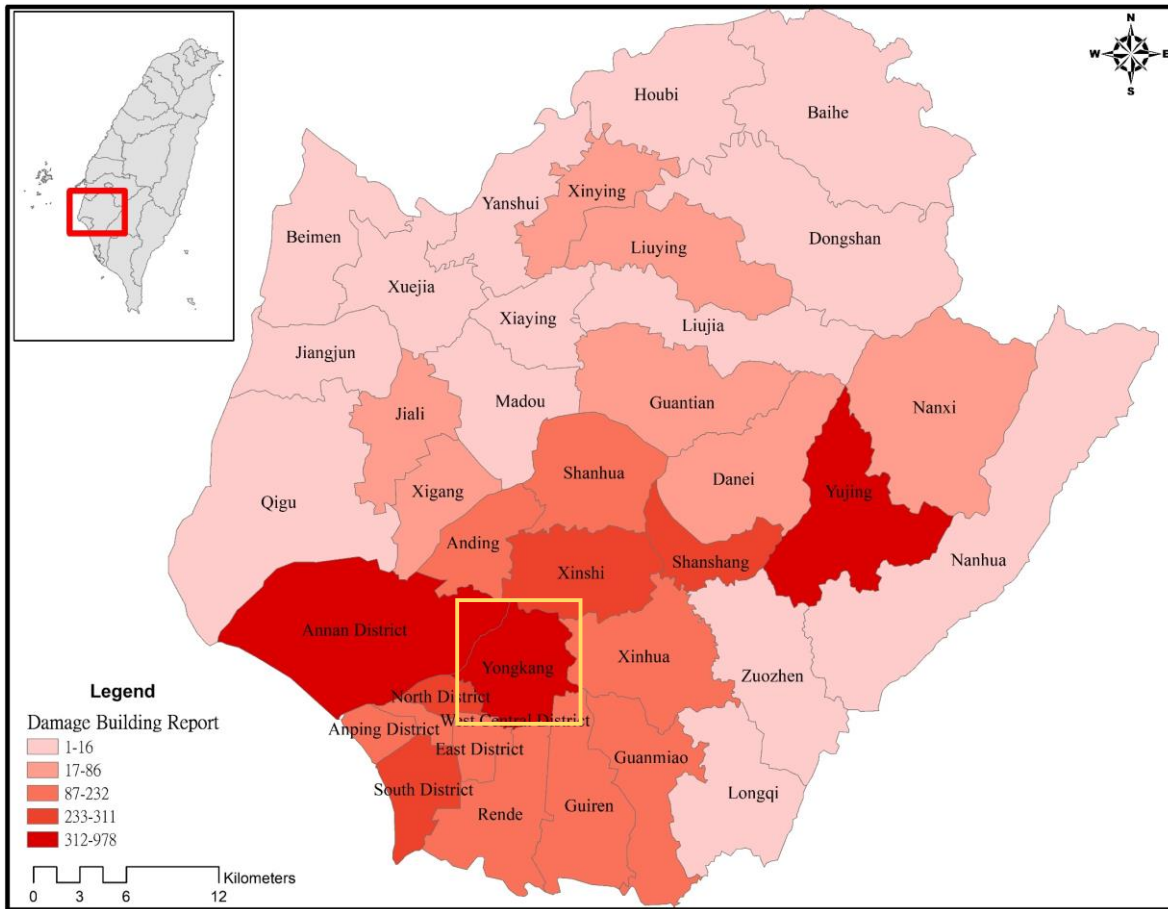 N
W E
S
Houbi
Baihe
Xinying
Yanshui
Beimen
Liuying
Dongshan
Xuejia
Xiaying
Liujia
Jiangjun
Madou
Guantian
Nanxi
Jiali
Shanhua
Danei
Xigang
Yujing
Qigu
Anding
Xinshi
Shanshang
Nanhua
Annan District
Yongkang
Xinhua
Zuozhen
North District
West Central District
Anping District
East District
Guanmiao
South District
Rende
Guiren
Longqi
Legend
Damage Building Report
1-16
17-86
87-232
233-311
312-978
Kilometers
0 3 6 12